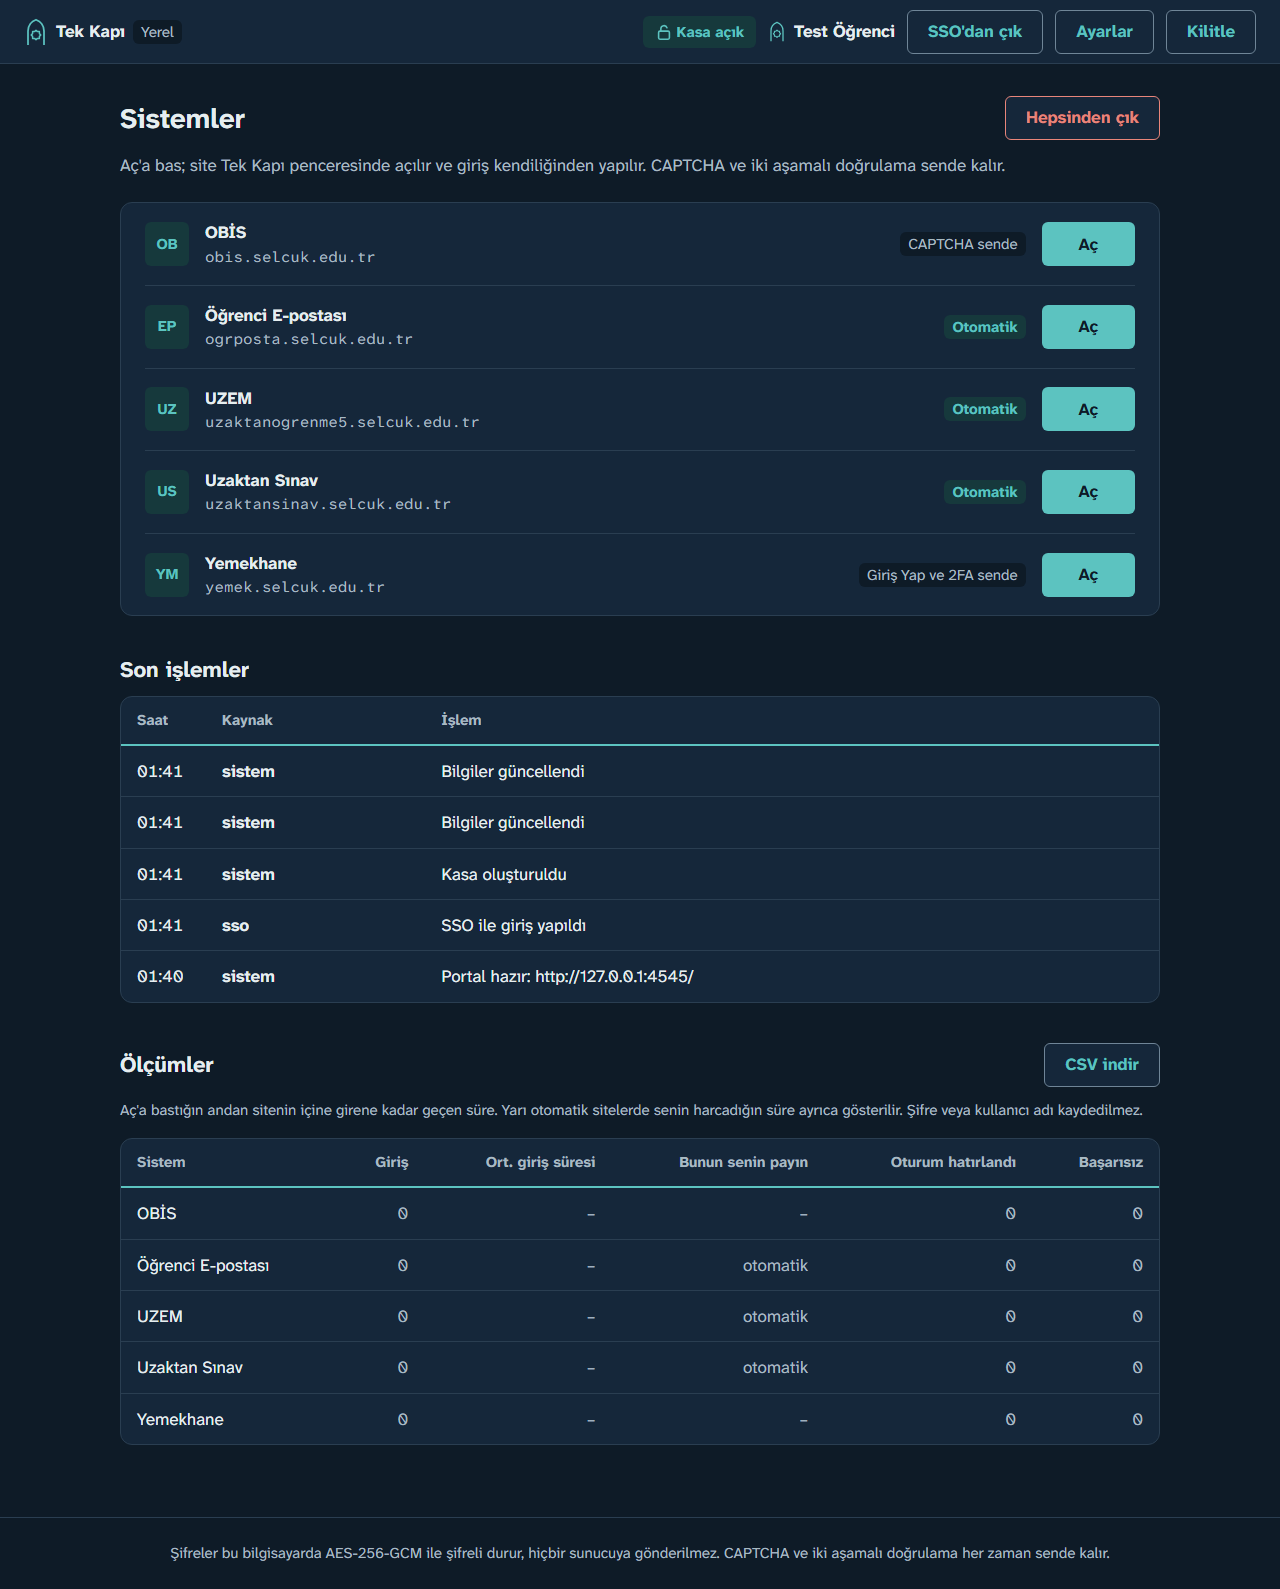 Tek Kapı Yerel Kasa açık Test Öğrenci SSO'dan çık Ayarlar Kilitle
Sistemler Hepsinden çık
Aç'a bas; site Tek Kapı penceresinde açılır ve giriş kendiliğinden yapılır. CAPTCHA ve iki aşamalı doğrulama sende kalır.
OB OBİS CAPTCHA sende Aç
obis.selcuk.edu.tr
EP Öğrenci E-postası Otomatik Aç
ogrposta.selcuk.edu.tr
UZ UZEM Otomatik Aç
uzaktanogrenme5.selcuk.edu.tr
US Uzaktan Sınav Otomatik Aç
uzaktansinav.selcuk.edu.tr
YM Yemekhane Giriş Yap ve 2FA sende Aç
yemek.selcuk.edu.tr
Son işlemler
Saat Kaynak İşlem
01:41 sistem Bilgiler güncellendi
01:41 sistem Bilgiler güncellendi
01:41 sistem Kasa oluşturuldu
01:41 sso SSO ile giriş yapıldı
01:40 sistem Portal hazır: http://127.0.0.1:4545/
Ölçümler CSV indir
Aç'a bastığın andan sitenin içine girene kadar geçen süre. Yarı otomatik sitelerde senin harcadığın süre ayrıca gösterilir. Şifre veya kullanıcı adı kaydedilmez.
Sistem Giriş Ort. giriş süresi Bunun senin payın Oturum hatırlandı Başarısız
OBİS 0 – – 0 0
Öğrenci E-postası 0 – otomatik 0 0
UZEM 0 – otomatik 0 0
Uzaktan Sınav 0 – otomatik 0 0
Yemekhane 0 – – 0 0
Şifreler bu bilgisayarda AES-256-GCM ile şifreli durur, hiçbir sunucuya gönderilmez. CAPTCHA ve iki aşamalı doğrulama her zaman sende kalır.